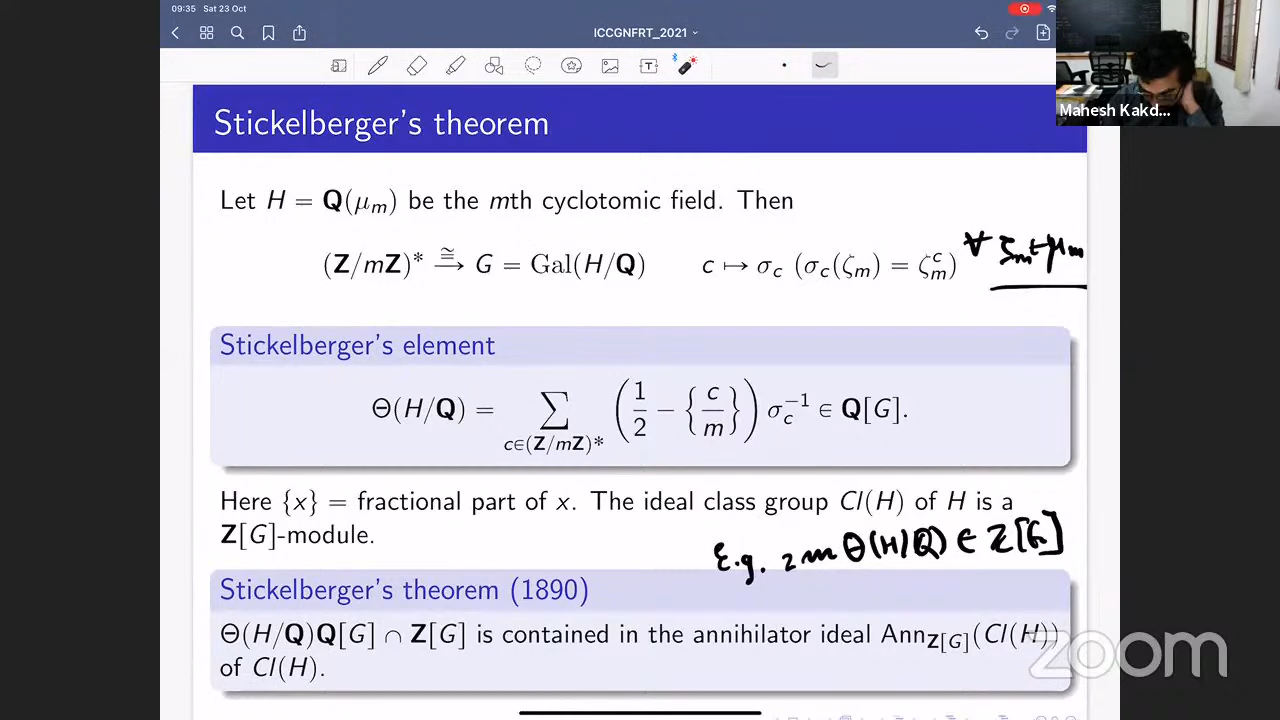 09:35 Sat 23 Oct
ICCGNFRT_2021
Mahesh Kakd...
Stickelberger's theorem
Let H = Q(μ_m) be the mth cyclotomic field. Then
(Z/mZ)* ≅→ G = Gal(H/Q) c ↦ σ_c (σ_c(ζ_m) = ζ_m^c) ∀ ζ_m ∈ μ_m
Stickelberger's element
Θ(H/Q) = ∑_{c∈(Z/mZ)*} (1/2 − {c/m}) σ_c^{−1} ∈ Q[G].
Here {x} = fractional part of x. The ideal class group Cl(H) of H is a
Z[G]-module.
E.g. 2m Θ(H/Q) ∈ Z[G]
Stickelberger's theorem (1890)
Θ(H/Q)Q[G] ∩ Z[G] is contained in the annihilator ideal Ann_{Z[G]}(Cl(H))
of Cl(H).
zoom